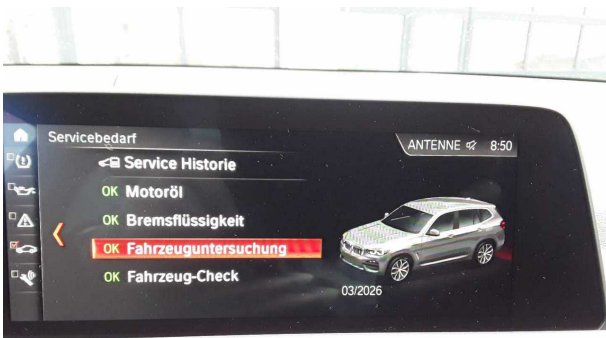 Servicebedarf
ANTENNE 8:50
Service Historie
OK Motoröl
OK Bremsflüssigkeit
OK Fahrzeuguntersuchung
OK Fahrzeug-Check
03/2026